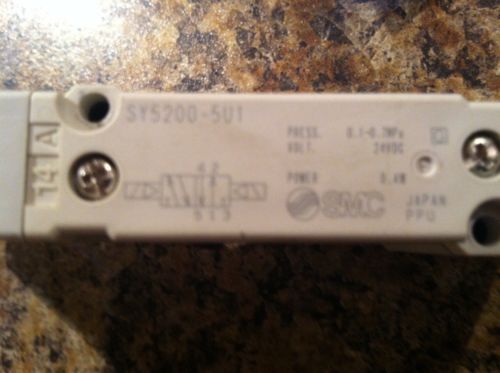 SY5200-5U1
PRESS. 0.1-0.7MPa
VOLT. 24VDC
POWER 0.4W
SMC
JAPAN
PPU
14 A
4 2
5 1 3